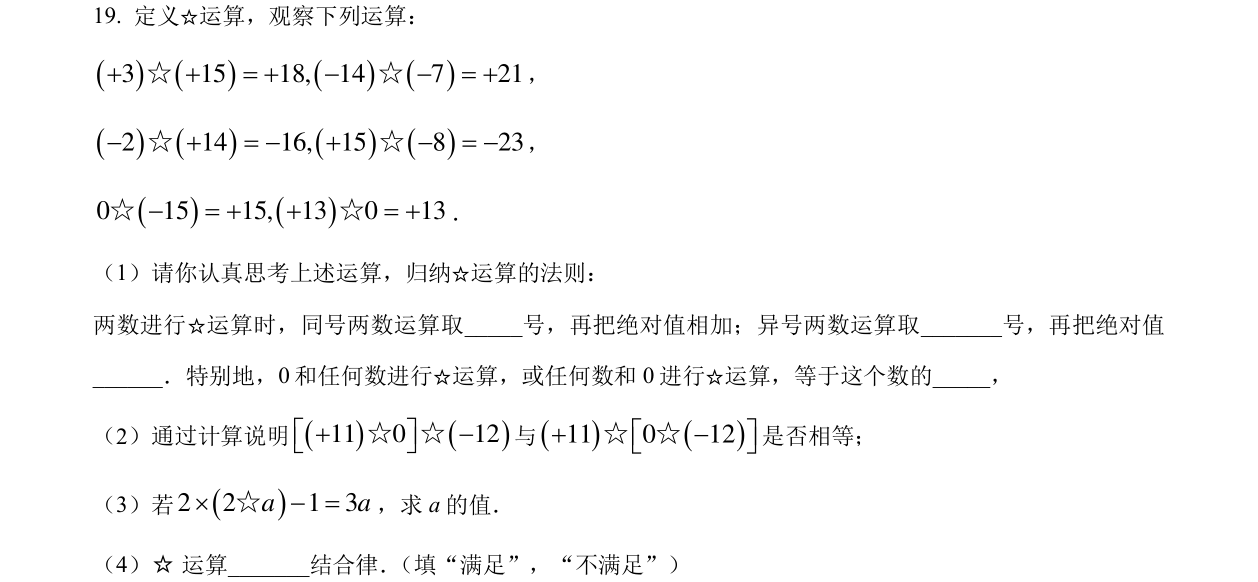 19. 定义☆运算，观察下列运算：
(+3)☆(+15)=+18,(−14)☆(−7)=+21，
(−2)☆(+14)=−16,(+15)☆(−8)=−23，
0☆(−15)=+15,(+13)☆0=+13．
（1）请你认真思考上述运算，归纳☆运算的法则：
两数进行☆运算时，同号两数运算取_____号，再把绝对值相加；异号两数运算取_______号，再把绝对值
______．特别地，0 和任何数进行☆运算，或任何数和 0 进行☆运算，等于这个数的_____，
（2）通过计算说明[(+11)☆0]☆(−12)与(+11)☆[0☆(−12)]是否相等；
（3）若2×(2☆a)−1=3a，求 a 的值．
（4）☆ 运算_______结合律．（填“满足”，“不满足”）